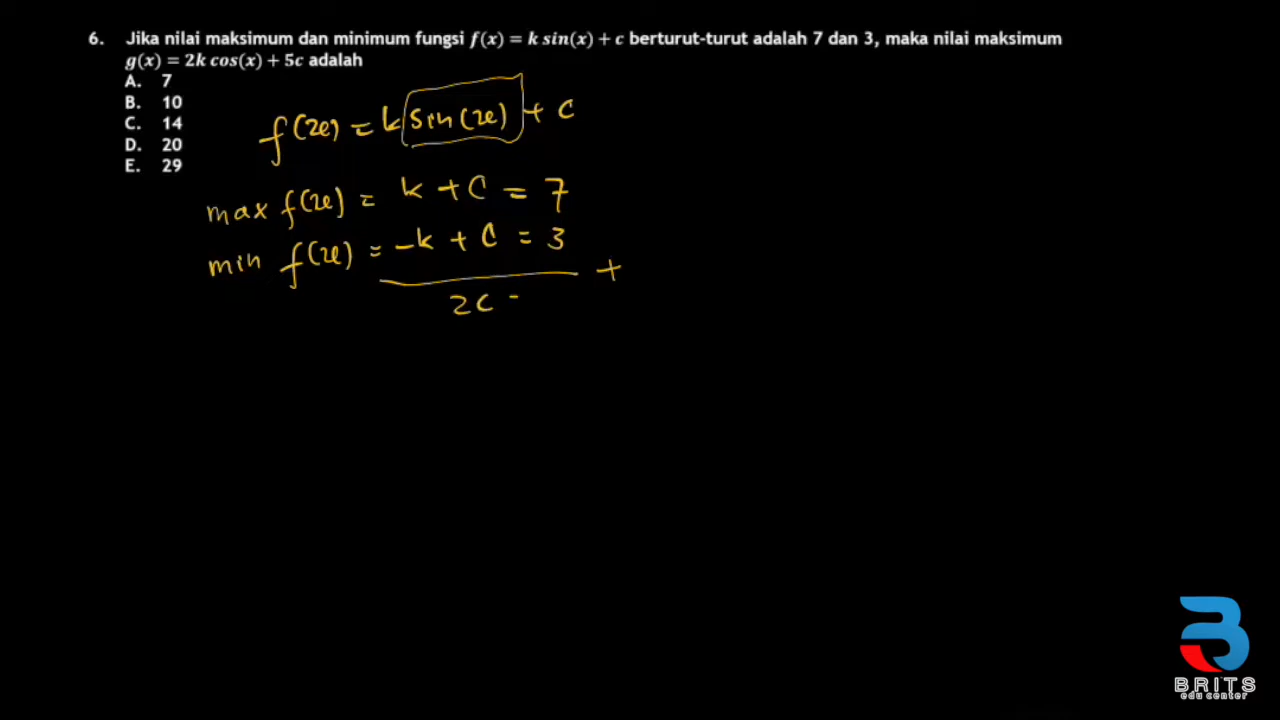 6. Jika nilai maksimum dan minimum fungsi f(x) = k sin(x) + c berturut-turut adalah 7 dan 3, maka nilai maksimum
g(x) = 2k cos(x) + 5c adalah
A. 7
B. 10
C. 14
D. 20
E. 29
f(x) = k sin(x) + c
max f(x) = k + c = 7
min f(x) = -k + c = 3
+
2c -
BRITS
edu center